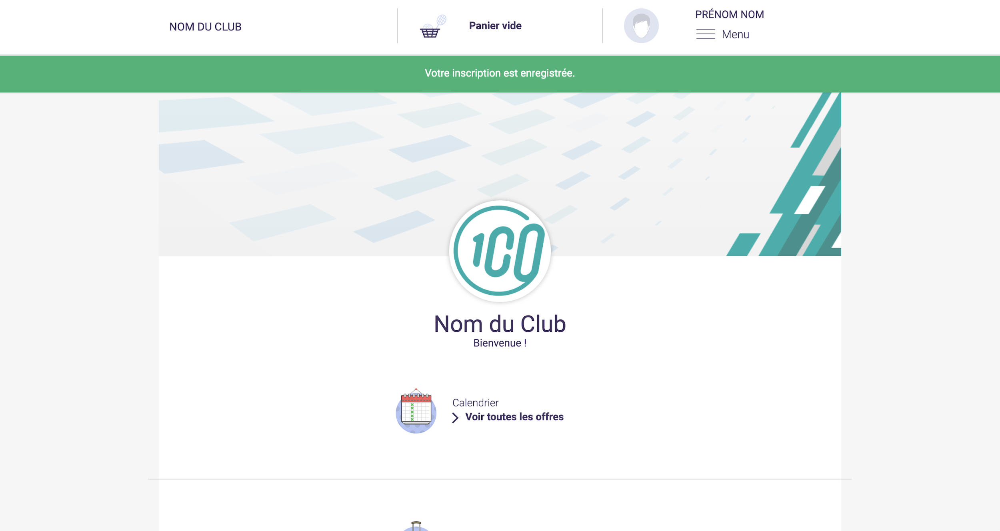 NOM DU CLUB
Panier vide
PRÉNOM NOM
Menu
Votre inscription est enregistrée.
1CO
Nom du Club
Bienvenue !
Calendrier
Voir toutes les offres